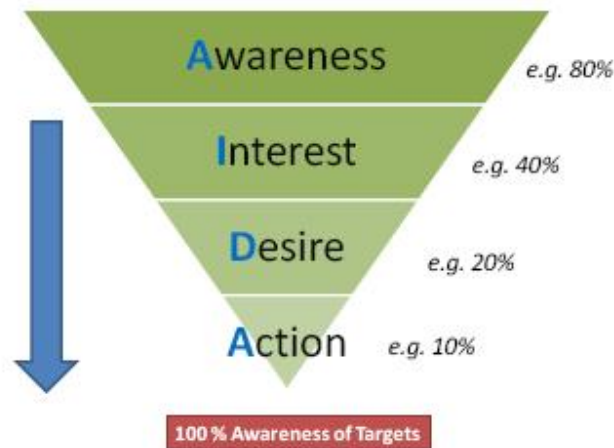 Awareness
e.g. 80%
Interest
e.g. 40%
Desire
e.g. 20%
Action
e.g. 10%
100 % Awareness of Targets